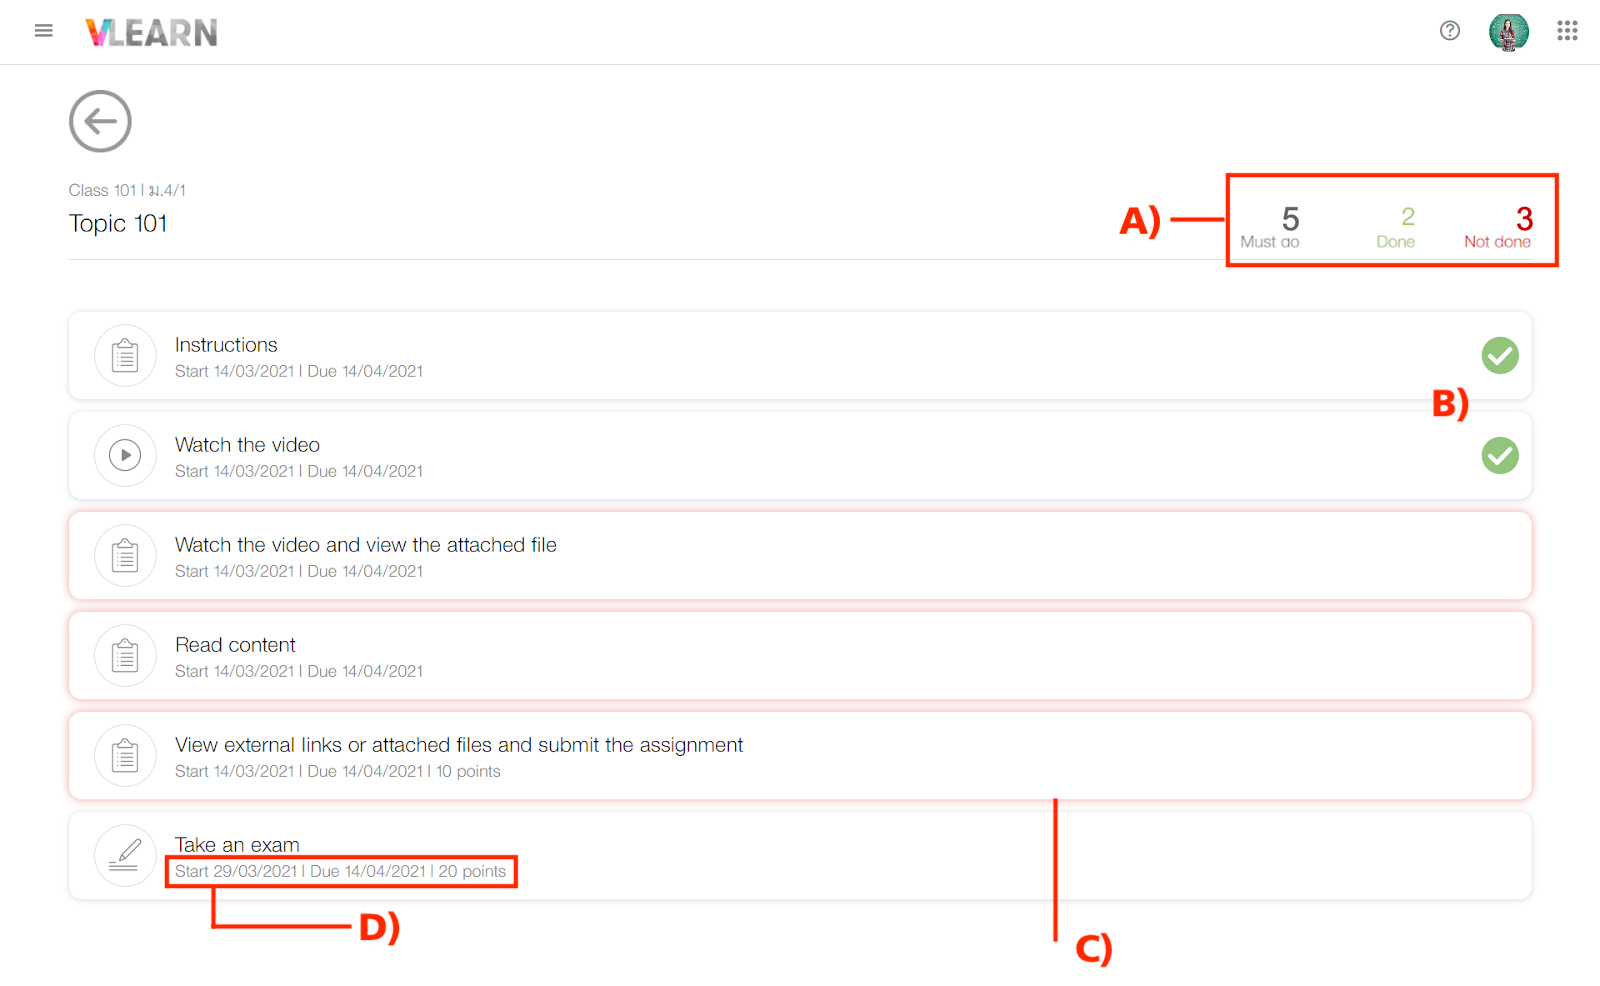 VLEARN
Class 101 | ม.4/1
Topic 101
A)
5 2 3
Must ao Done Not done
Instructions
Start 14/03/2021 | Due 14/04/2021
B)
Watch the video
Start 14/03/2021 | Due 14/04/2021
Watch the video and view the attached file
Start 14/03/2021 | Due 14/04/2021
Read content
Start 14/03/2021 | Due 14/04/2021
View external links or attached files and submit the assignment
Start 14/03/2021 | Due 14/04/2021 | 10 points
Take an exam
Start 29/03/2021 | Due 14/04/2021 | 20 points
D)
C)